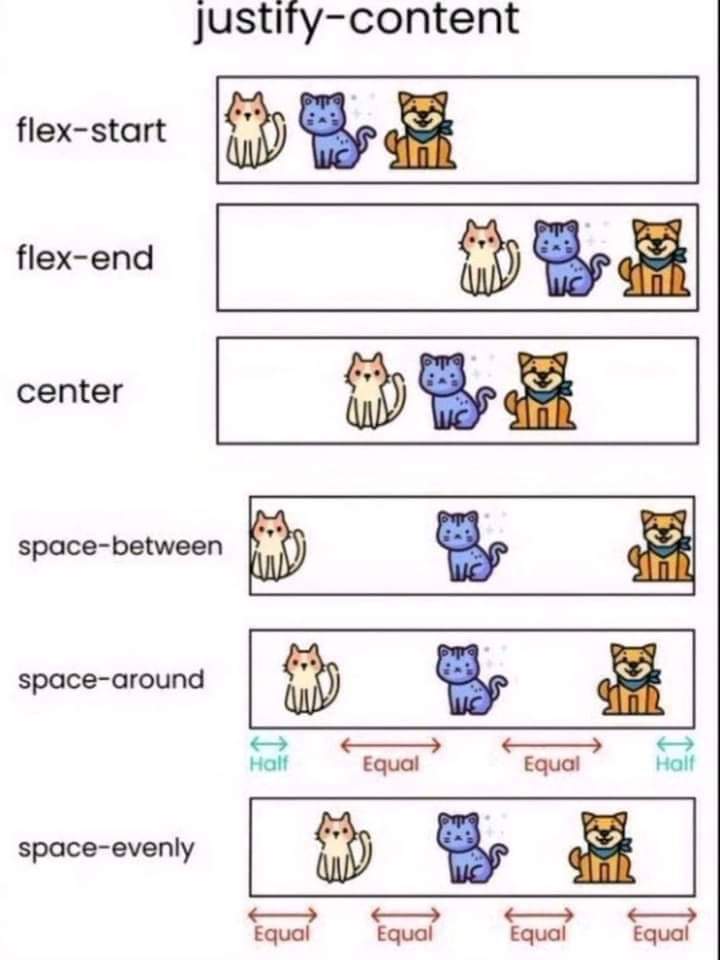 justify-content
flex-start
flex-end
center
space-between
space-around
Half Equal Equal Half
space-evenly
Equal Equal Equal Equal